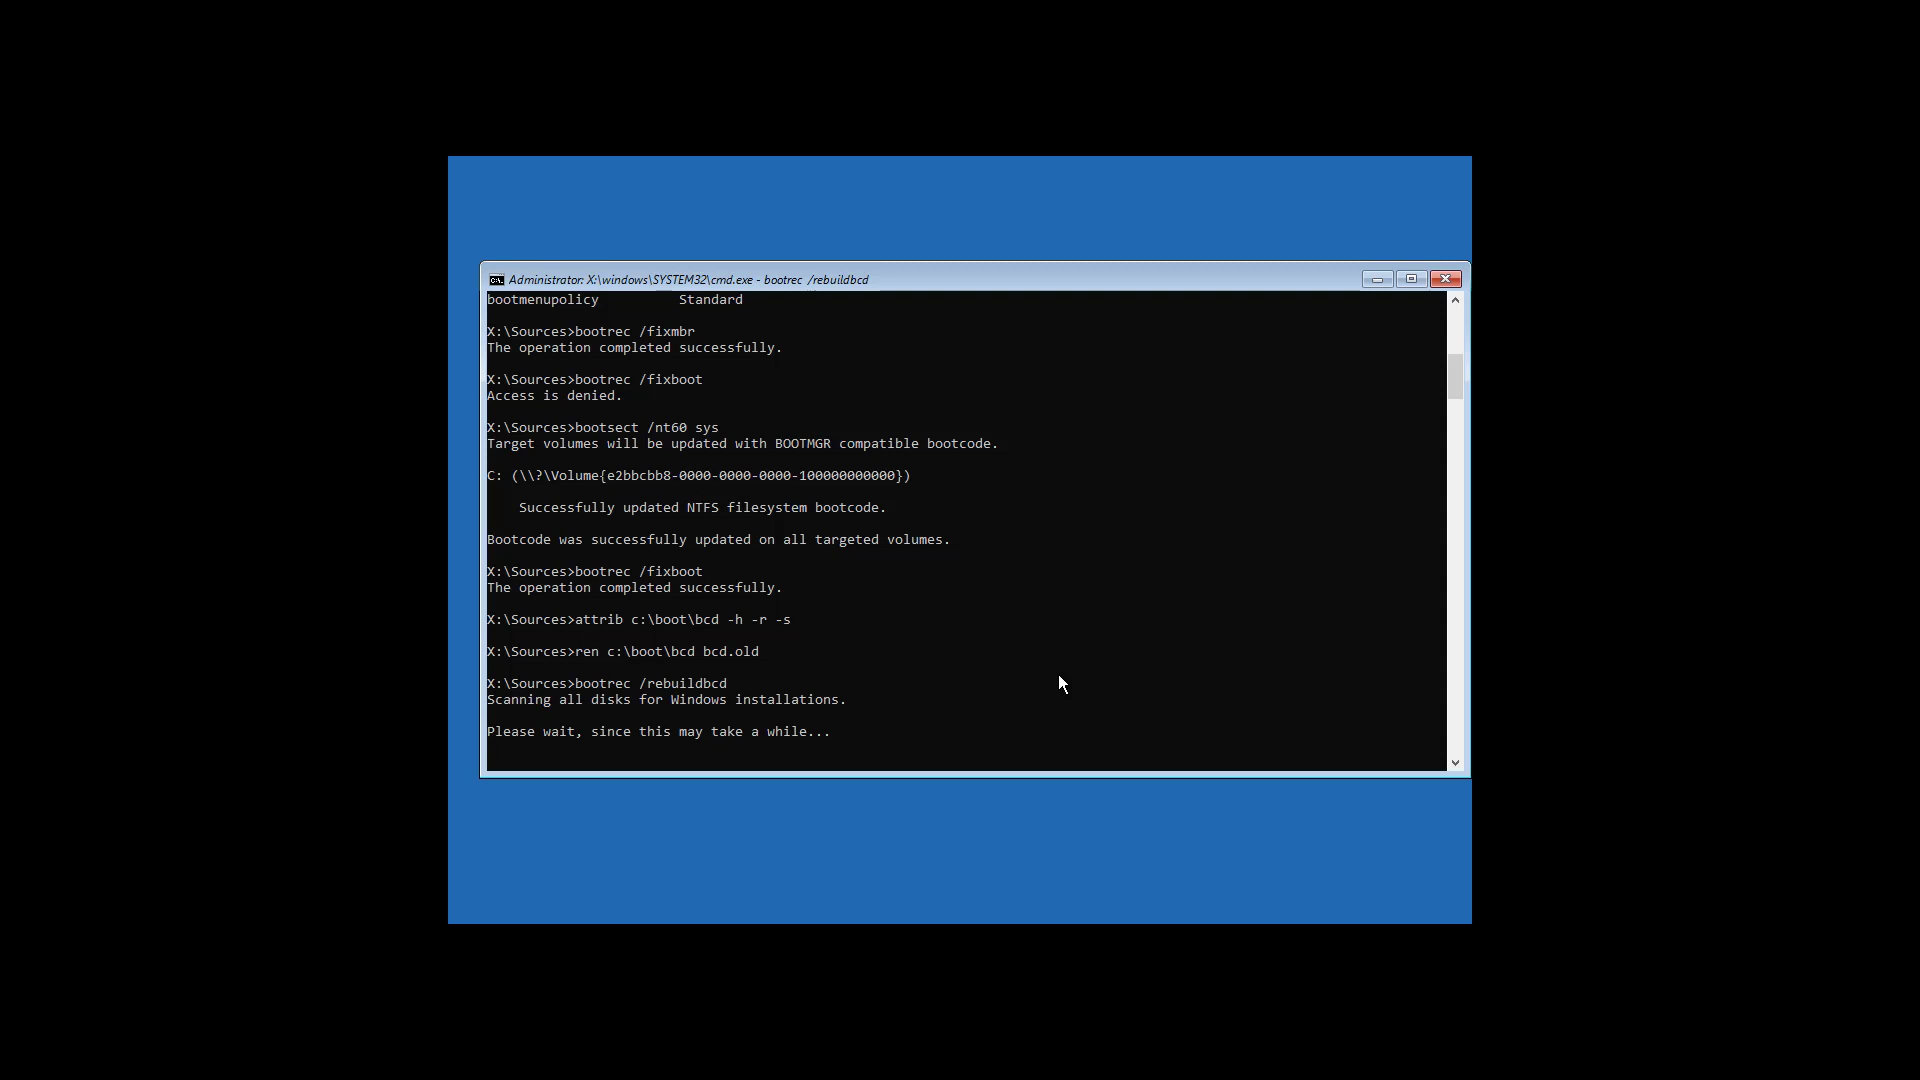 Administrator: X:\windows\SYSTEM32\cmd.exe - bootrec /rebuildbcd
bootmenupolicy          Standard
X:\Sources>bootrec /fixmbr
The operation completed successfully.
X:\Sources>bootrec /fixboot
Access is denied.
X:\Sources>bootsect /nt60 sys
Target volumes will be updated with BOOTMGR compatible bootcode.
C: (\\?\Volume{e2bbcbb8-0000-0000-0000-100000000000})
Successfully updated NTFS filesystem bootcode.
Bootcode was successfully updated on all targeted volumes.
X:\Sources>bootrec /fixboot
The operation completed successfully.
X:\Sources>attrib c:\boot\bcd -h -r -s
X:\Sources>ren c:\boot\bcd bcd.old
X:\Sources>bootrec /rebuildbcd
Scanning all disks for Windows installations.
Please wait, since this may take a while...